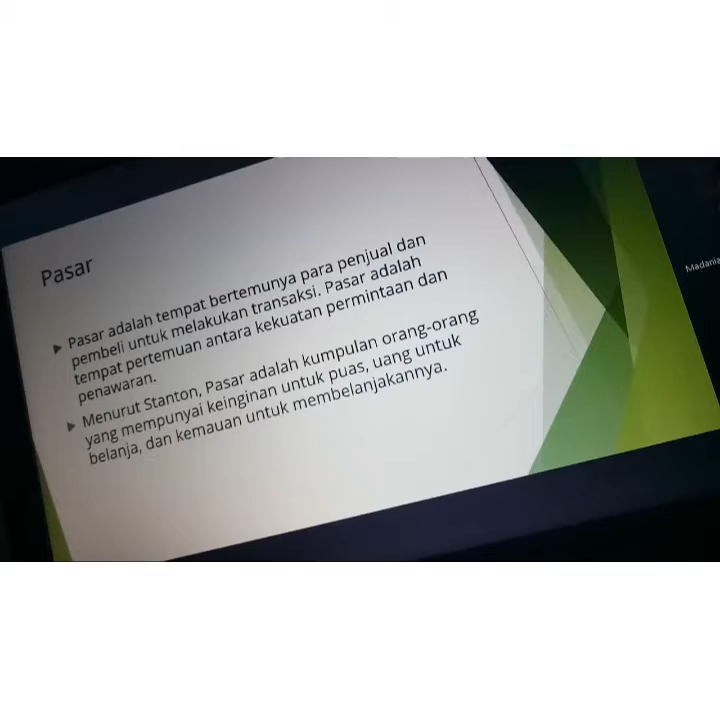 Pasar
Pasar adalah tempat bertemunya para penjual dan
pembeli untuk melakukan transaksi. Pasar adalah
tempat pertemuan antara kekuatan permintaan dan
penawaran.
Menurut Stanton, Pasar adalah kumpulan orang-orang
yang mempunyai keinginan untuk puas, uang untuk
belanja, dan kemauan untuk membelanjakannya.